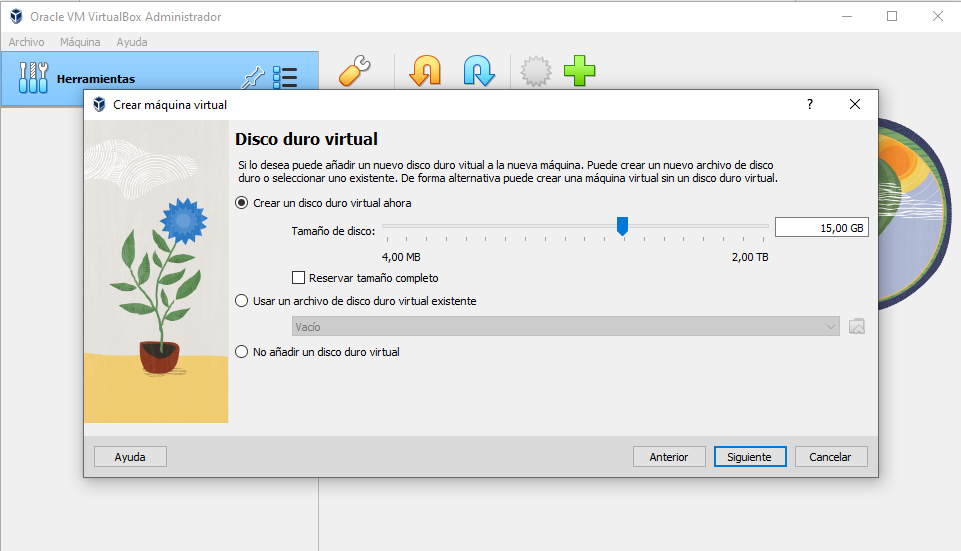 Oracle VM VirtualBox Administrador
Archivo Máquina Ayuda
Herramientas
Crear máquina virtual
?
Disco duro virtual
Si lo desea puede añadir un nuevo disco duro vitual a la nueva máquina. Puede crear un nuevo archivo de disco
duro o seleccionar uno existente. De forma alternativa puede crear una máquina virtual sin un disco duro virtual.
Crear un disco duro virtual ahora
Tamaño de disco: 15,00 GB
4,00 MB 2,00 TB
Reservar tamaño completo
Usar un archivo de disco duro virtual existente
Vacío
No añadir un disco duro virtual
Ayuda Anterior Siguiente Cancelar